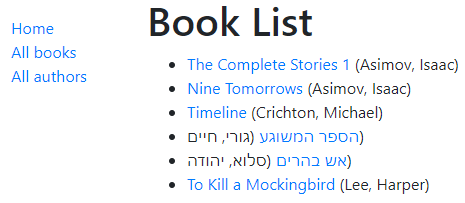 Book List
Home
All books
All authors
The Complete Stories 1 (Asimov, Isaac)
Nine Tomorrows (Asimov, Isaac)
Timeline (Crichton, Michael)
הספר המשוגע (גורי, חיים)
אש בהרים (סלוא, יהודה)
To Kill a Mockingbird (Lee, Harper)